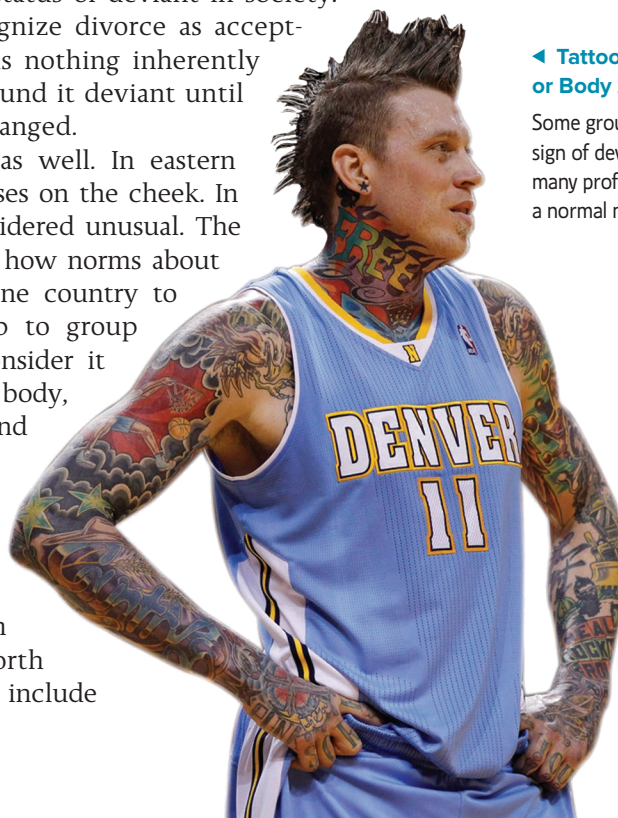 status of deviant in society.
gnize divorce as accept-
s nothing inherently
und it deviant until
anged.
as well. In eastern
ses on the cheek. In
idered unusual. The
how norms about
ne country to
p to group
nsider it
body,
nd
n
orth
include
◄ Tattoo
or Body
Some grou
sign of dev
many prof
a normal r
FREE
N
DENVER
11